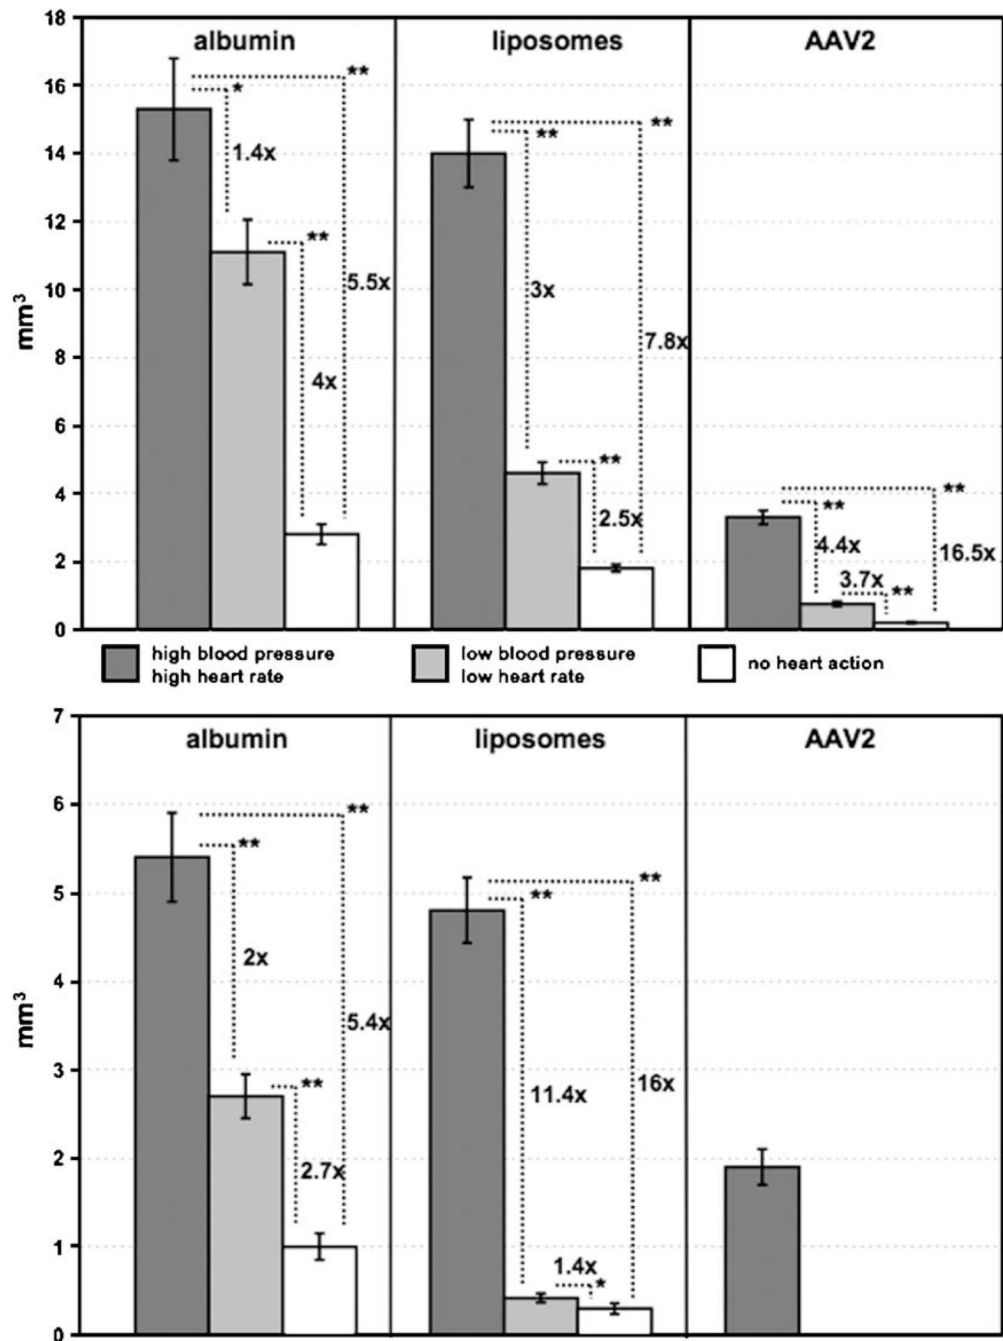 18
albumin
liposomes
AAV2
16
14
12
10
8
6
4
2
0
mm³
**
*
1.4x
**
5.5x
4x
**
**
3x
7.8x
**
2.5x
**
**
4.4x
16.5x
3.7x
**
high blood pressure
high heart rate
low blood pressure
low heart rate
no heart action
7
albumin
liposomes
AAV2
6
5
4
3
2
1
0
mm³
**
**
2x
5.4x
**
2.7x
**
**
11.4x
16x
1.4x
*